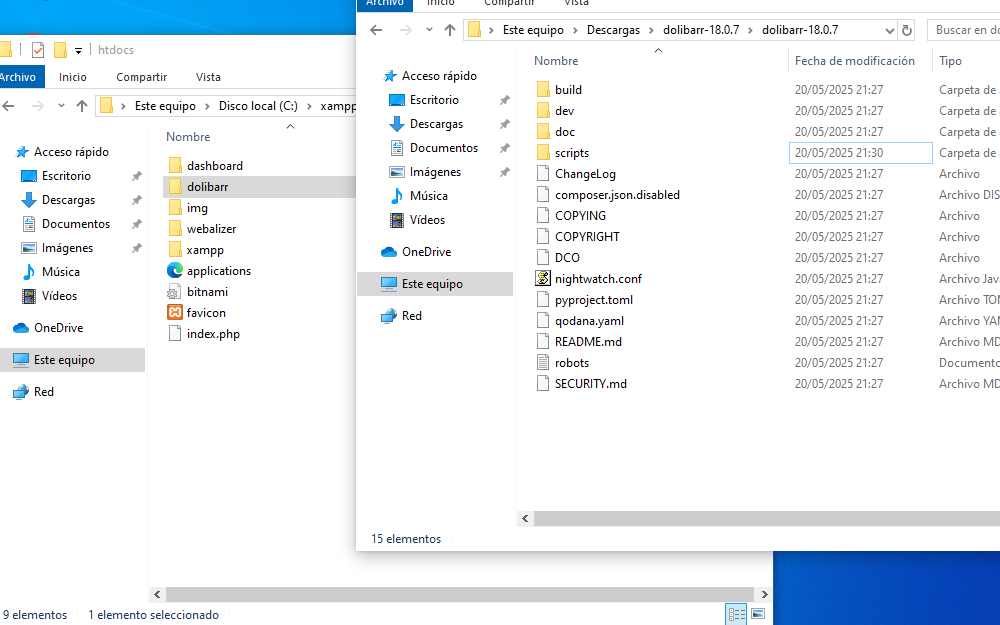 htdocs
Archivo
Inicio
Compartir
Vista
Este equipo
Disco local (C:)
xampp
Acceso rápido
Escritorio
Descargas
Documentos
Imágenes
Música
Vídeos
OneDrive
Este equipo
Red
Nombre
dashboard
dolibarr
img
webalizer
xampp
applications
bitnami
favicon
index.php
9 elementos
1 elemento seleccionado
Archivo
Inicio
Compartir
Vista
Este equipo
Descargas
dolibarr-18.0.7
dolibarr-18.0.7
Buscar en do
Acceso rápido
Escritorio
Descargas
Documentos
Imágenes
Música
Vídeos
OneDrive
Este equipo
Red
Nombre Fecha de modificación Tipo
build 20/05/2025 21:27 Carpeta de a
dev 20/05/2025 21:27 Carpeta de a
doc 20/05/2025 21:27 Carpeta de a
scripts 20/05/2025 21:30 Carpeta de a
ChangeLog 20/05/2025 21:27 Archivo
composer.json.disabled 20/05/2025 21:27 Archivo DIS
COPYING 20/05/2025 21:27 Archivo
COPYRIGHT 20/05/2025 21:27 Archivo
DCO 20/05/2025 21:27 Archivo
nightwatch.conf 20/05/2025 21:27 Archivo Java
pyproject.toml 20/05/2025 21:27 Archivo TOM
qodana.yaml 20/05/2025 21:27 Archivo YAM
README.md 20/05/2025 21:27 Archivo MD
robots 20/05/2025 21:27 Documento
SECURITY.md 20/05/2025 21:27 Archivo MD
15 elementos